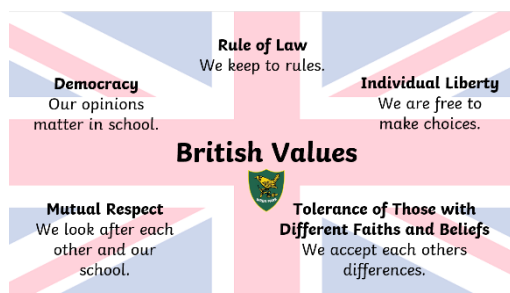 Rule of Law
We keep to rules.
Democracy
Our opinions
matter in school.
Individual Liberty
We are free to
make choices.
British Values
Mutual Respect
We look after each
other and our
school.
Tolerance of Those with
Different Faiths and Beliefs
We accept each others
differences.